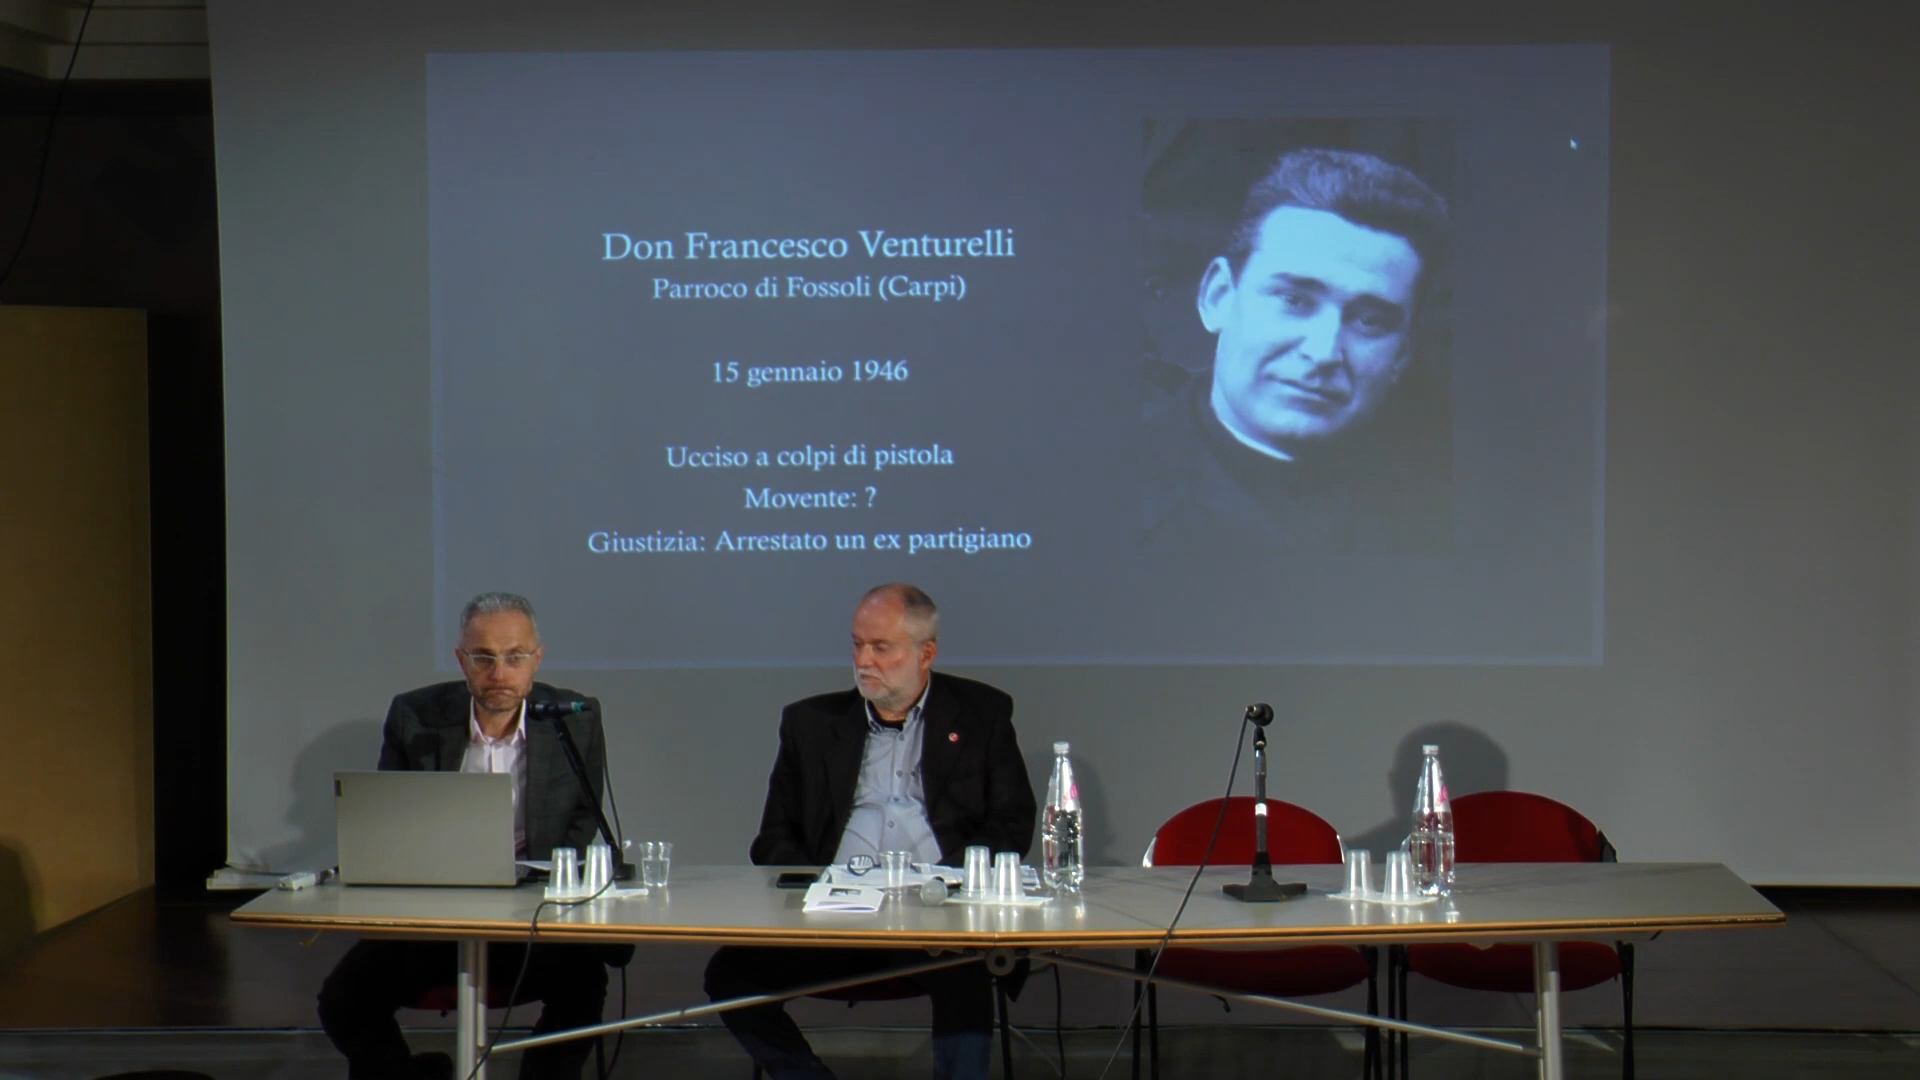 Don Francesco Venturelli
Parroco di Fossoli (Carpi)
15 gennaio 1946
Ucciso a colpi di pistola
Movente: ?
Giustizia: Arrestato un ex partigiano